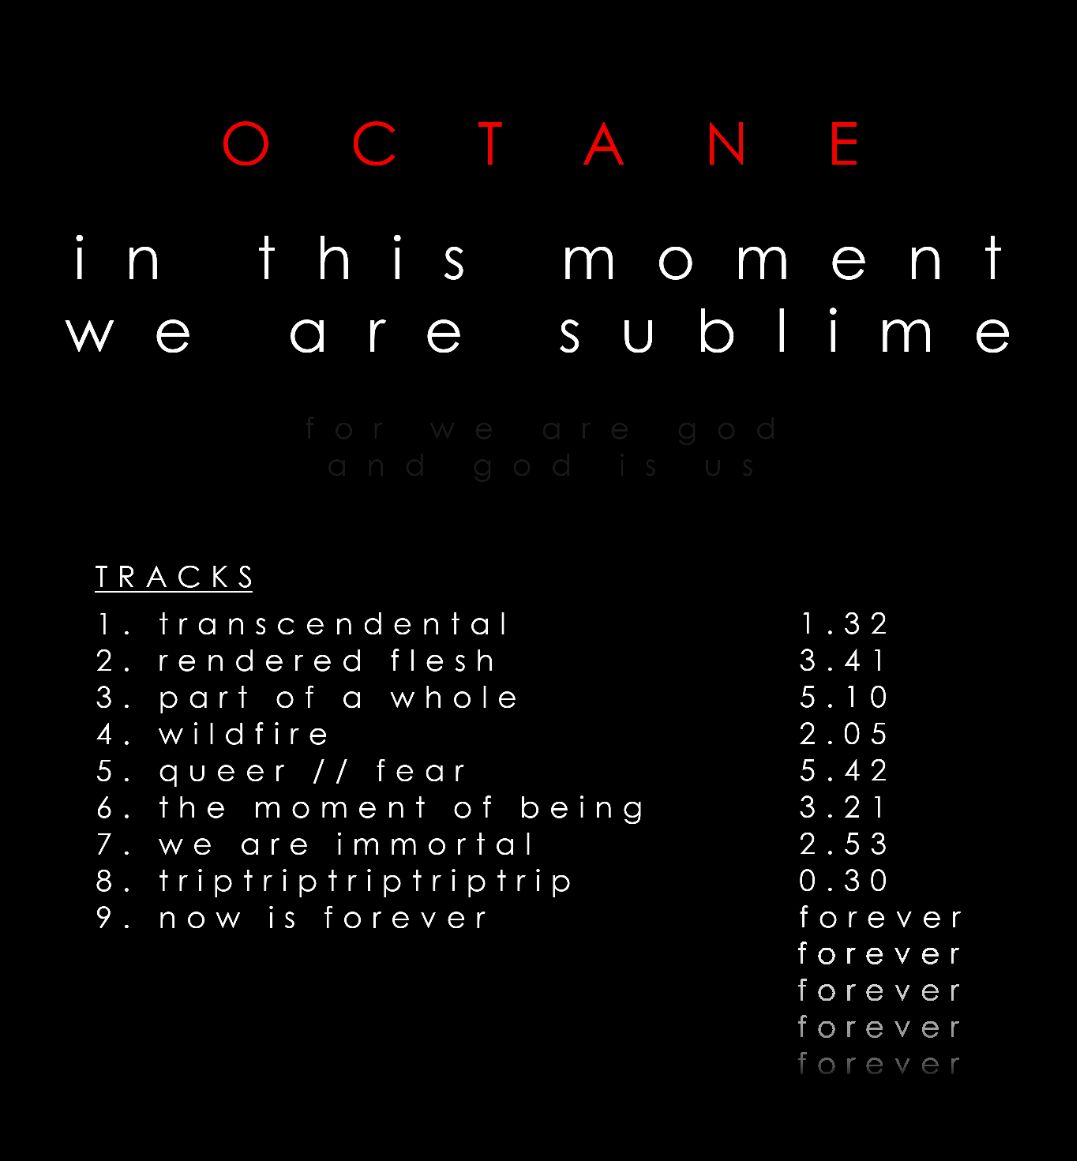 OCTANE
in this moment
we are sublime
for we are god
and god is us
TRACKS
1. transcendental 1.32
2. rendered flesh 3.41
3. part of a whole 5.10
4. wildfire 2.05
5. queer // fear 5.42
6. the moment of being 3.21
7. we are immortal 2.53
8. triptriptriptriptrip 0.30
9. now is forever forever
forever
forever
forever
forever